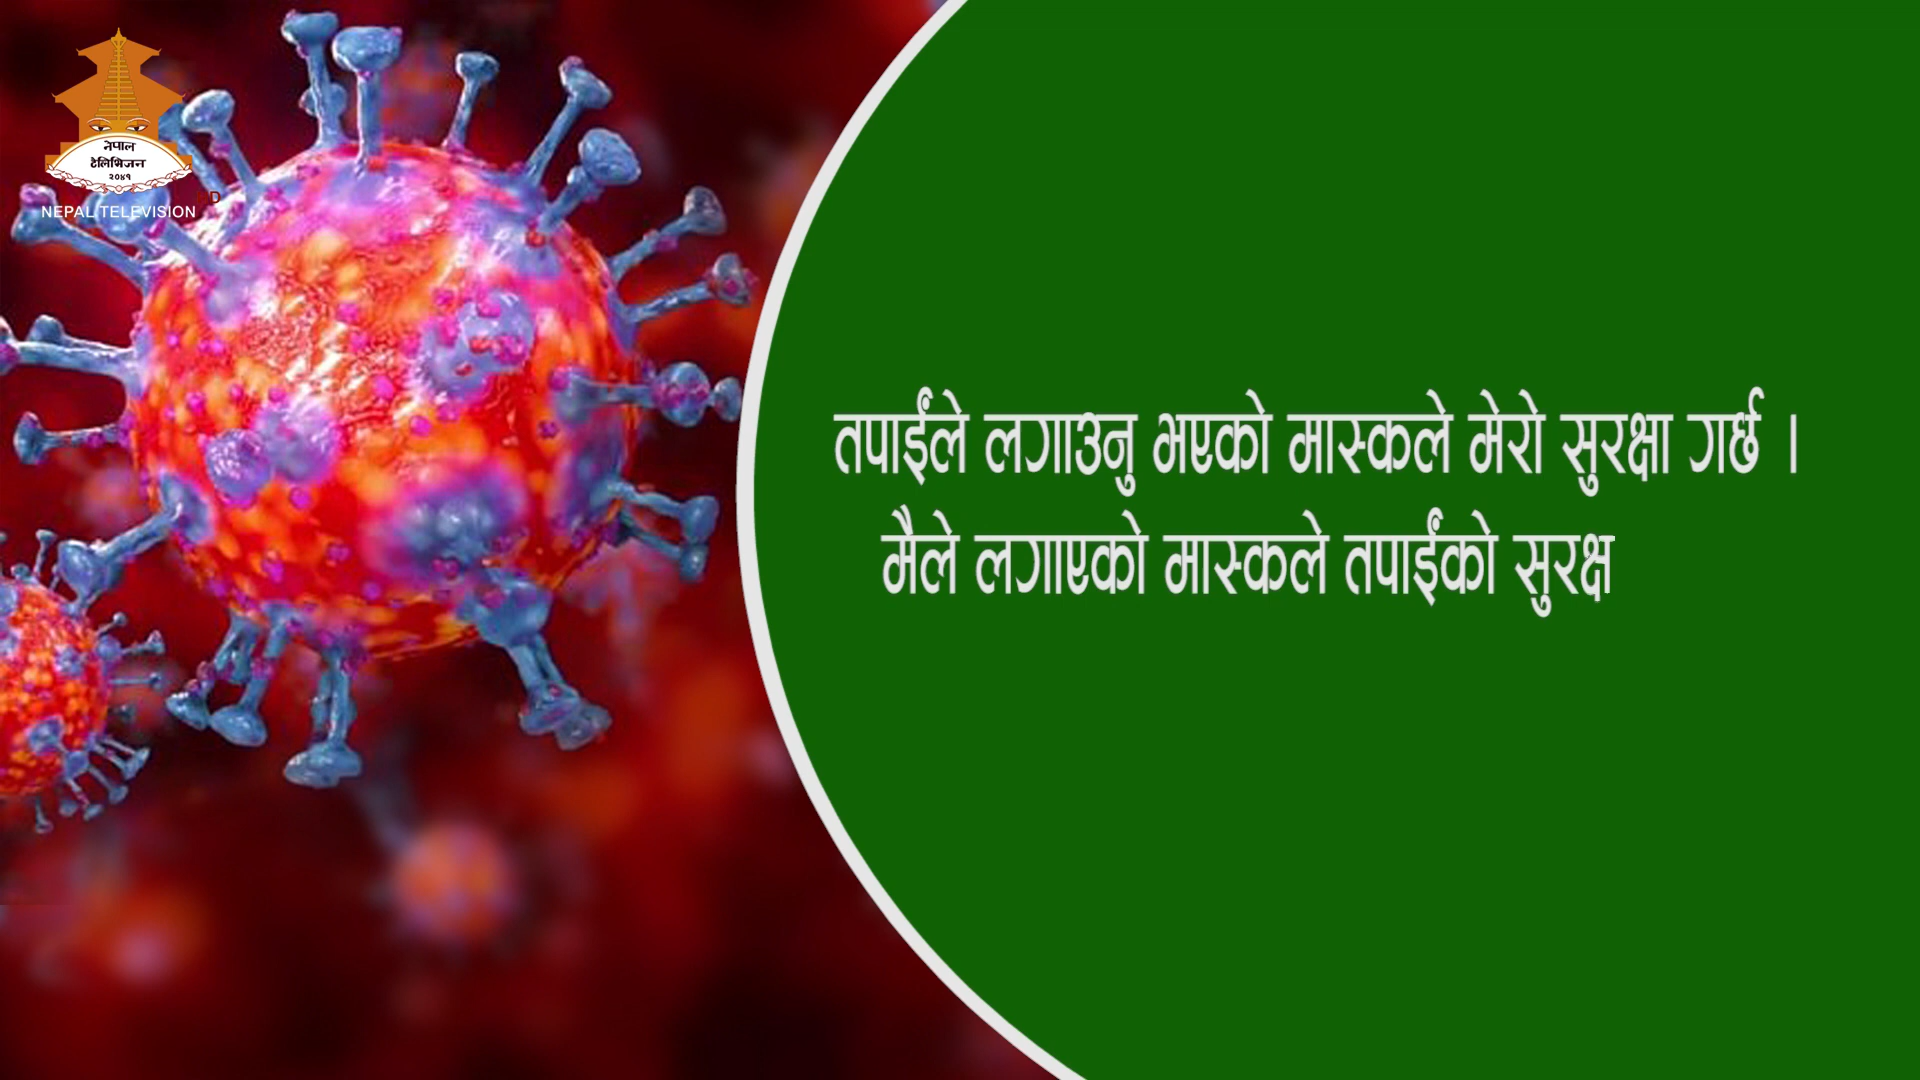 नेपाल
टेलिभिजन
२०४१
NEPAL TELEVISION
D
तपाईंले लगाउनु भएको मास्कले मेरो सुरक्षा गर्छ ।
मैले लगाएको मास्कले तपाईंको सुरक्ष